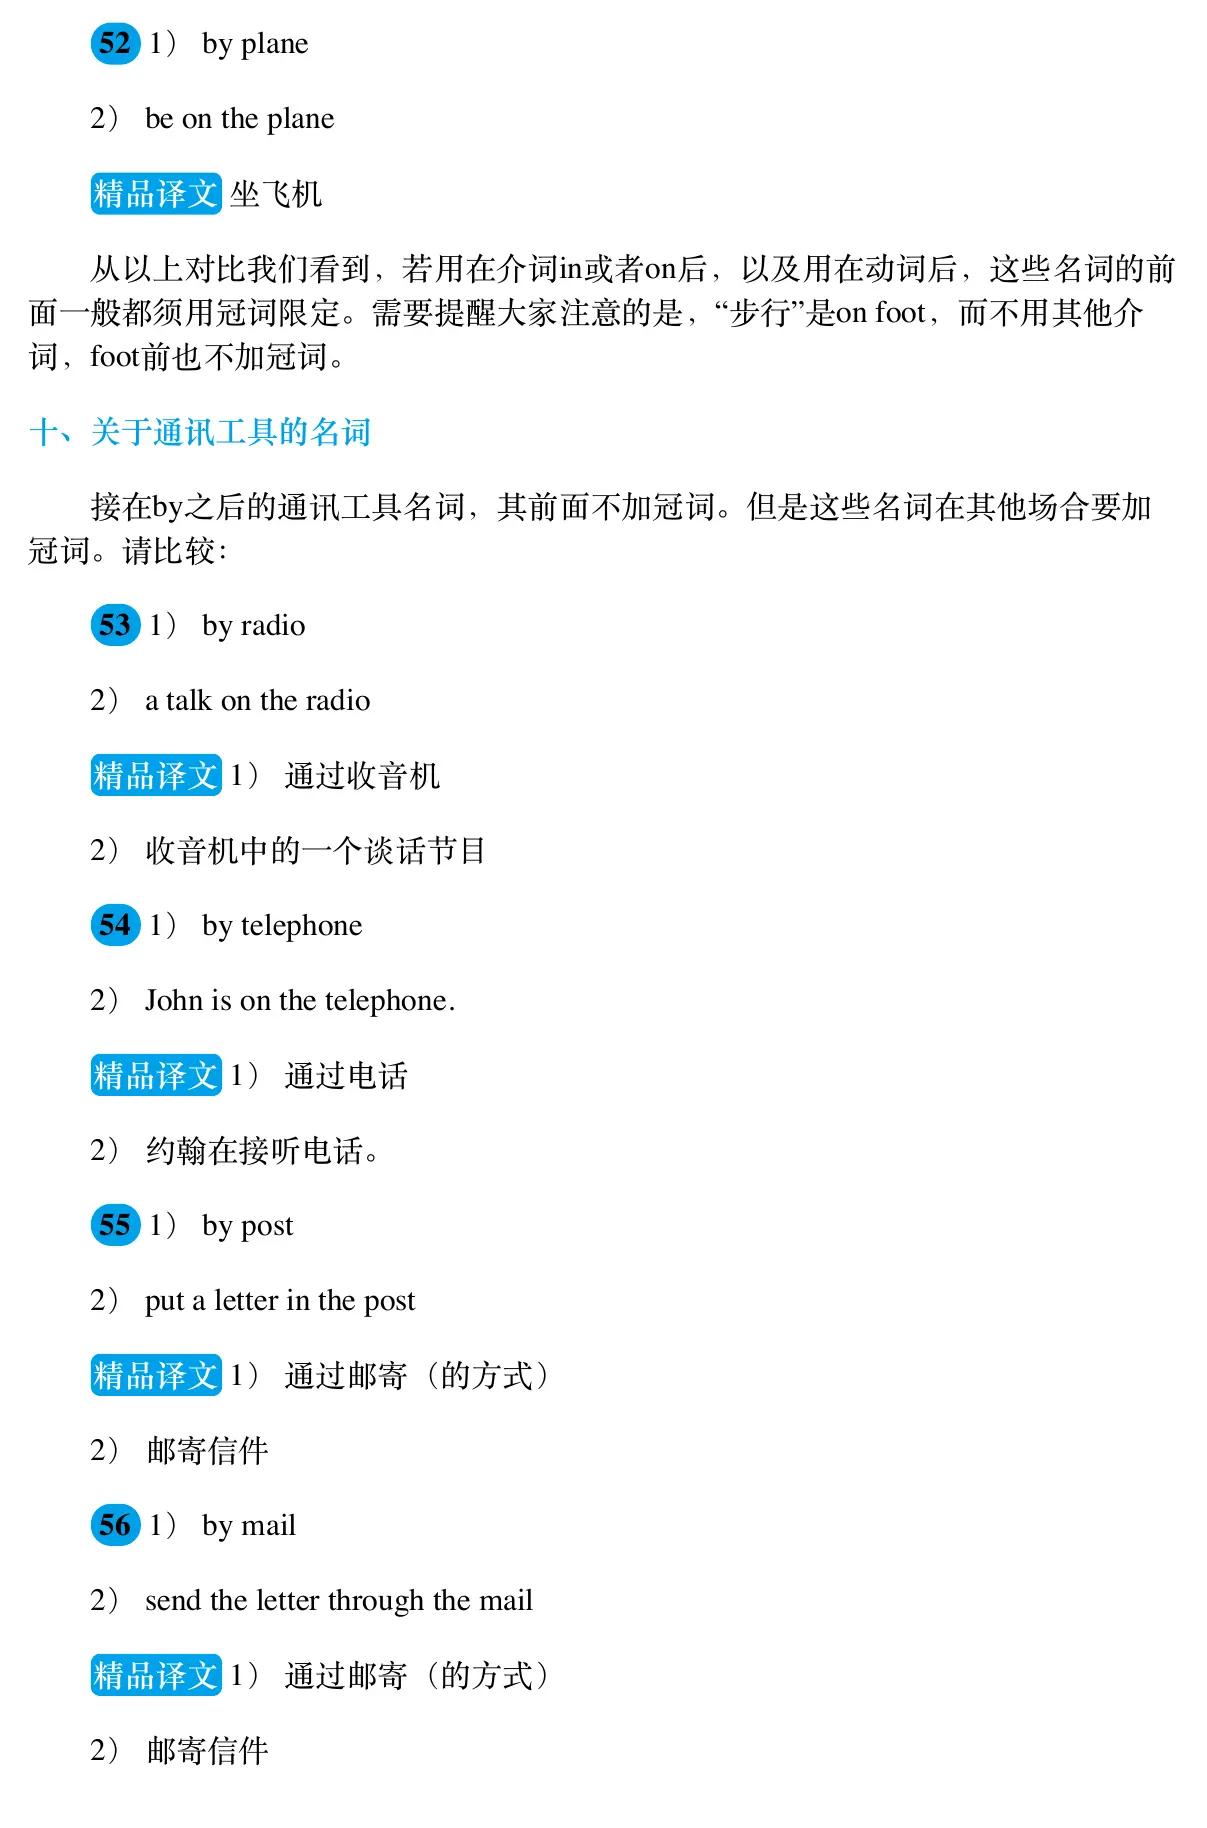 52 1） by plane
2） be on the plane
精品译文 坐飞机
从以上对比我们看到，若用在介词in或者on后，以及用在动词后，这些名词的前
面一般都须用冠词限定。需要提醒大家注意的是，“步行”是on foot，而不用其他介
词，foot前也不加冠词。
十、关于通讯工具的名词
接在by之后的通讯工具名词，其前面不加冠词。但是这些名词在其他场合要加
冠词。请比较：
53 1） by radio
2） a talk on the radio
精品译文 1） 通过收音机
2） 收音机中的一个谈话节目
54 1） by telephone
2） John is on the telephone.
精品译文 1） 通过电话
2） 约翰在接听电话。
55 1） by post
2） put a letter in the post
精品译文 1） 通过邮寄（的方式）
2） 邮寄信件
56 1） by mail
2） send the letter through the mail
精品译文 1） 通过邮寄（的方式）
2） 邮寄信件